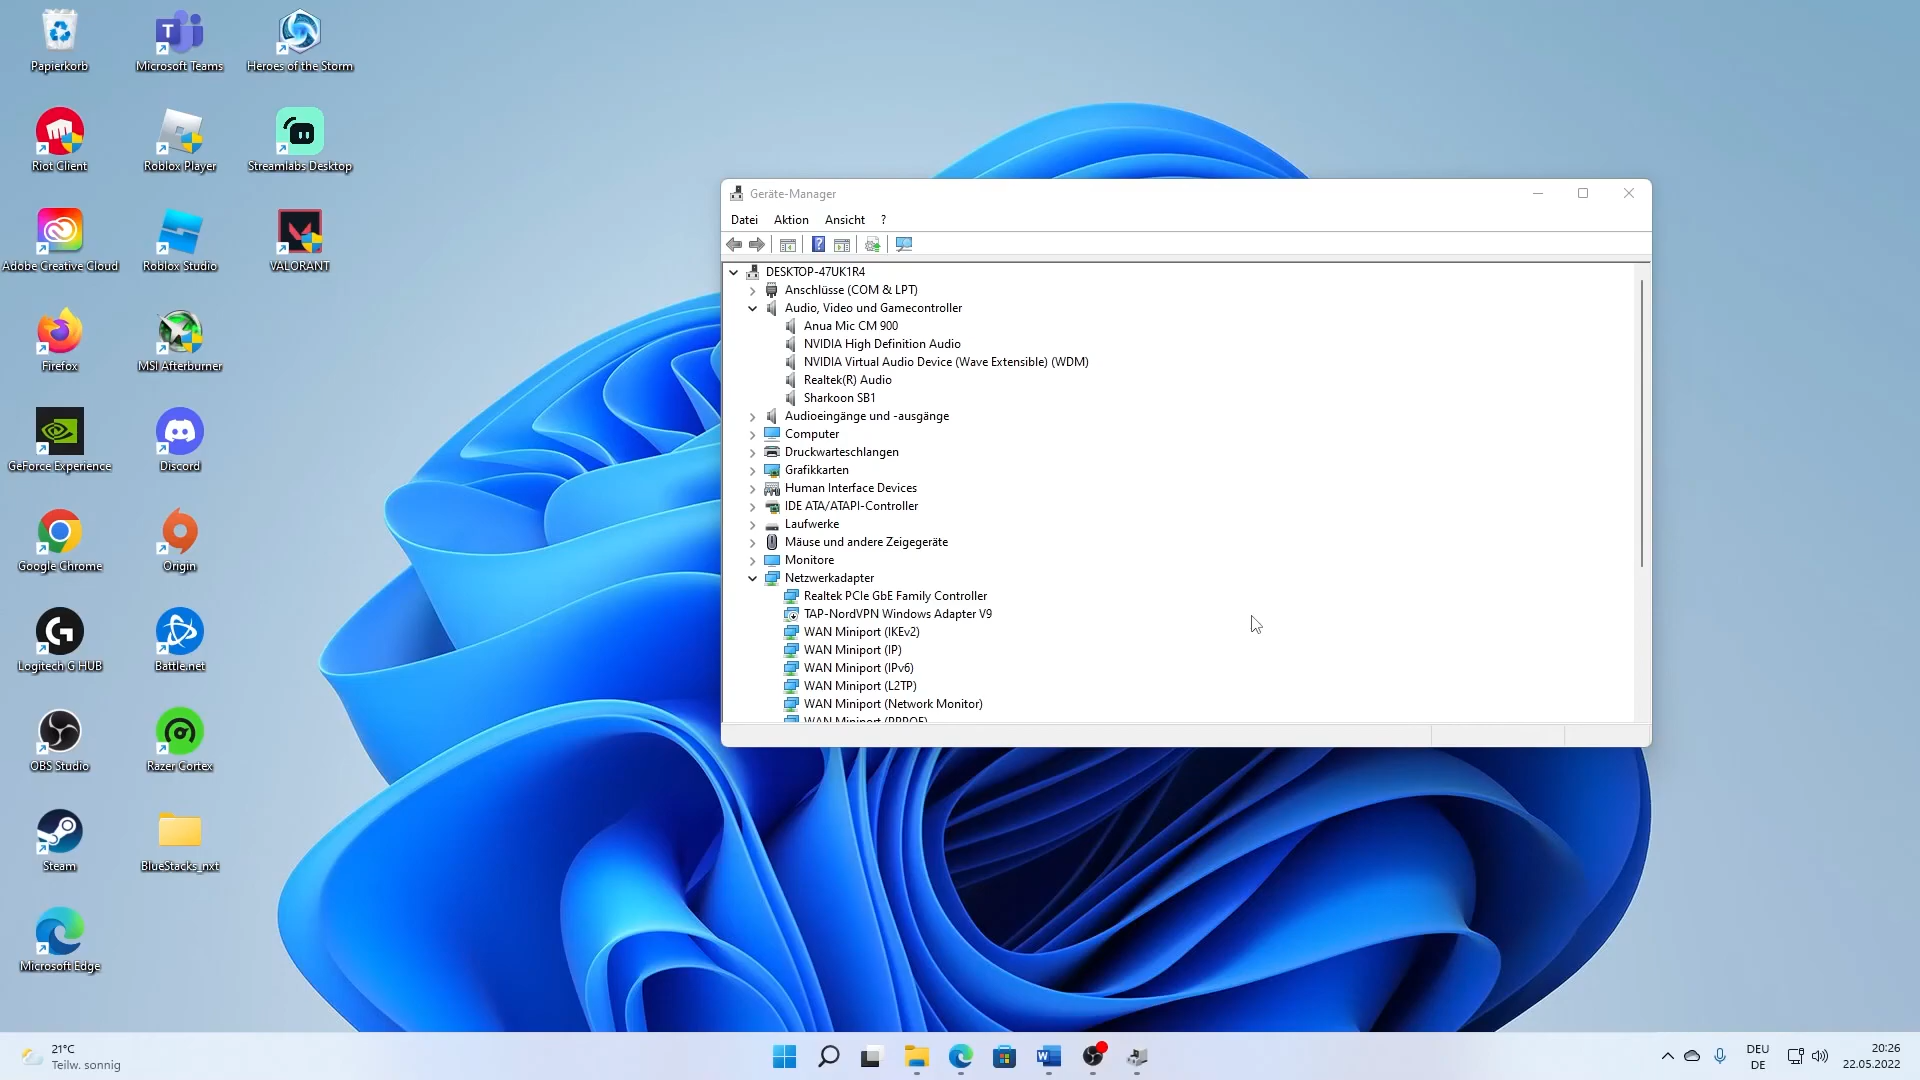 Papierkorb
Microsoft Teams
Heroes of the Storm
Riot Client
Roblox Player
Streamlabs Desktop
Adobe Creative Cloud
Roblox Studio
VALORANT
Firefox
MSI Afterburner
GeForce Experience
Discord
Google Chrome
Origin
Logitech G HUB
Battle.net
OBS Studio
Razer Cortex
Steam
BlueStacks_nxt
Microsoft Edge
Geräte-Manager
Datei Aktion Ansicht ?
DESKTOP-47UK1R4
Anschlüsse (COM & LPT)
Audio, Video und Gamecontroller
Anua Mic CM 900
NVIDIA High Definition Audio
NVIDIA Virtual Audio Device (Wave Extensible) (WDM)
Realtek(R) Audio
Sharkoon SB1
Audioeingänge und -ausgänge
Computer
Druckwarteschlangen
Grafikkarten
Human Interface Devices
IDE ATA/ATAPI-Controller
Laufwerke
Mäuse und andere Zeigegeräte
Monitore
Netzwerkadapter
Realtek PCIe GbE Family Controller
TAP-NordVPN Windows Adapter V9
WAN Miniport (IKEv2)
WAN Miniport (IP)
WAN Miniport (IPv6)
WAN Miniport (L2TP)
WAN Miniport (Network Monitor)
WAN Miniport (PPPOE)
21°C
Teilw. sonnig
DEU
DE
20:26
22.05.2022